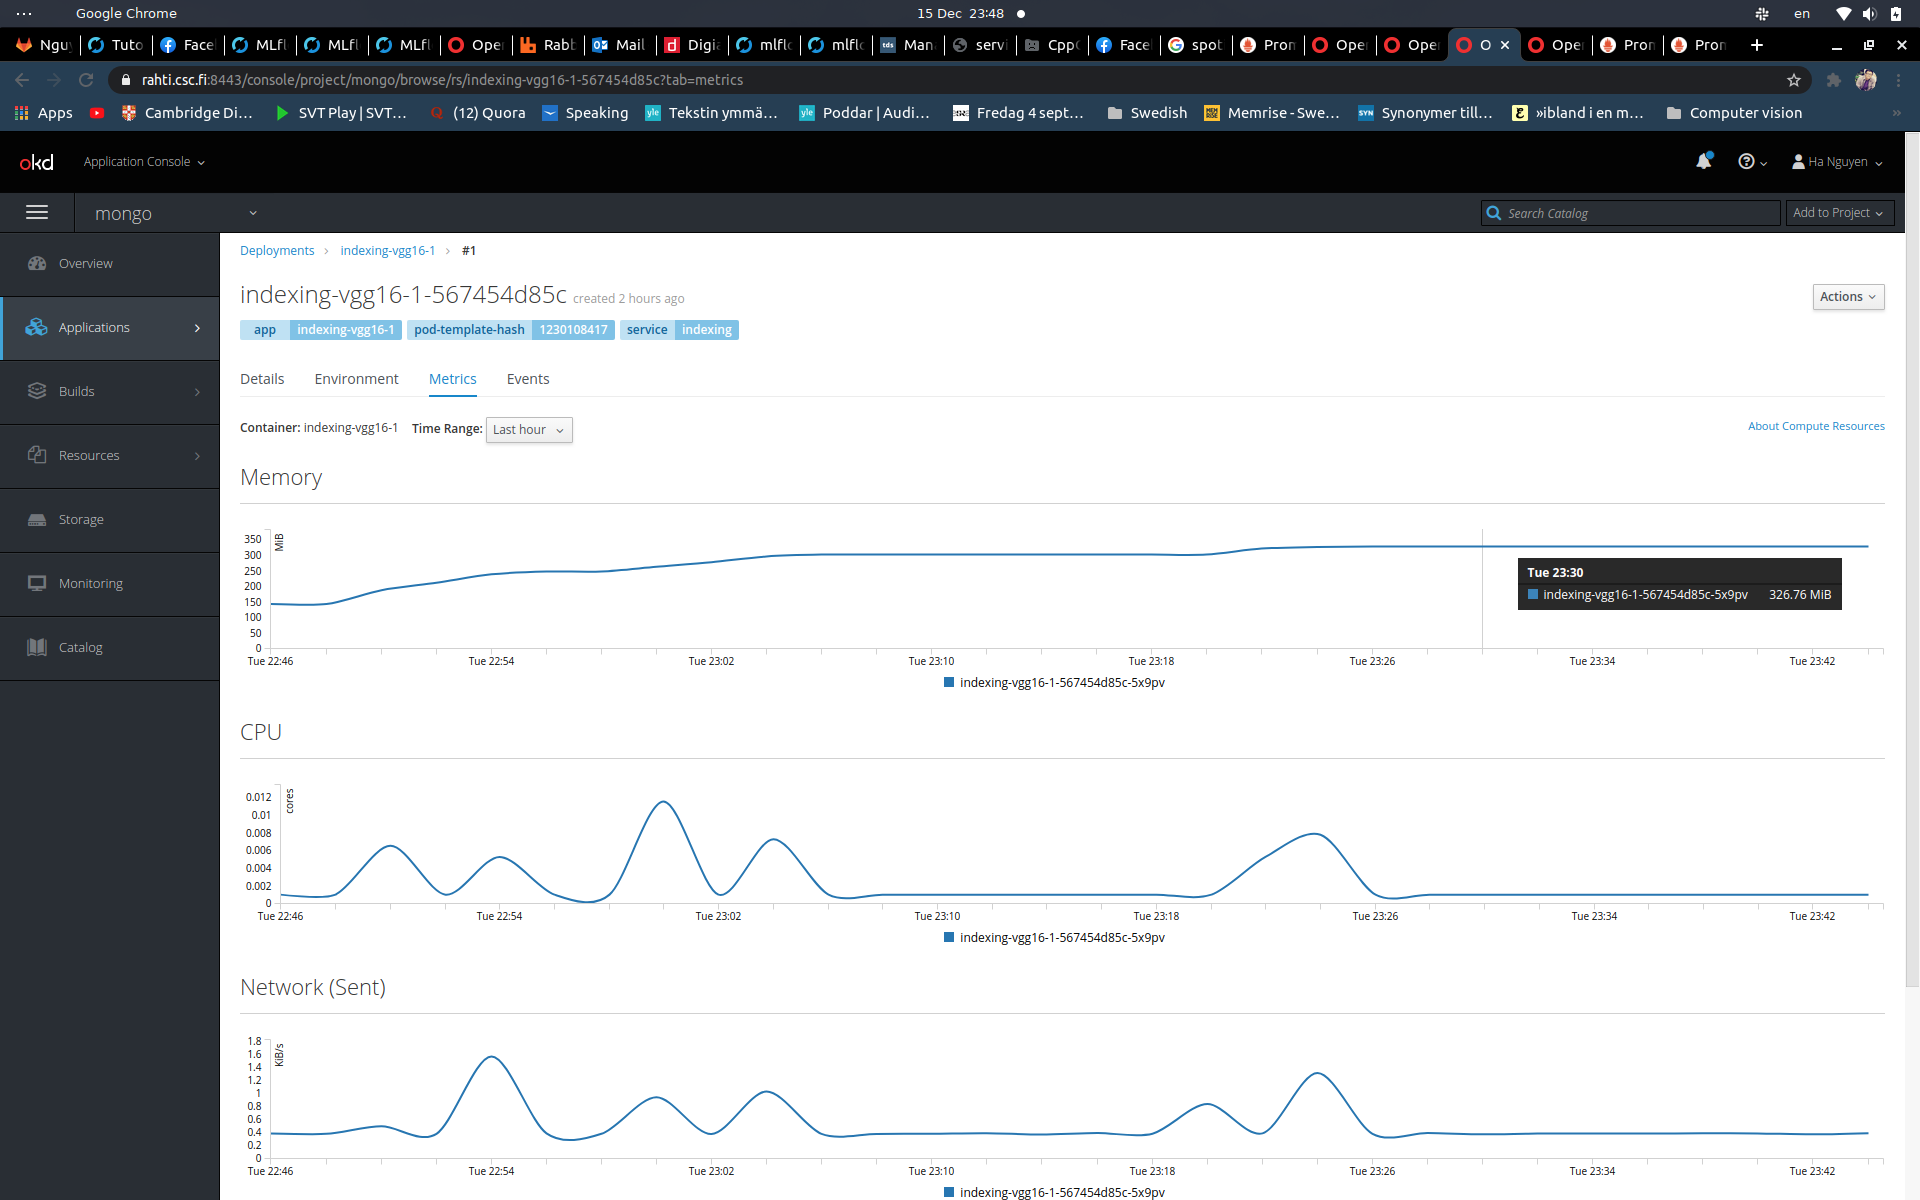 Google Chrome 15 Dec 23:48 en
Ngu Tuto Face MLfl MLfl MLfl Ope Rabb Mail Digi mlflo mlflo Man servi Cpp Face spot Pron Ope Ope O Ope Pron Pron
rahti.csc.fi:8443/console/project/mongo/browse/rs/indexing-vgg16-1-567454d85c?tab=metrics
Apps Cambridge Di... SVT Play | SVT... (12) Quora Speaking Tekstin ymmä... Poddar | Audi... Fredag 4 sept... Swedish Memrise - Swe... Synonymer till... »ibland i en m... Computer vision »
okd Application Console Ha Nguyen
mongo Search Catalog Add to Project
Overview
Applications
Builds
Resources
Storage
Monitoring
Catalog
Deployments › indexing-vgg16-1 › #1
indexing-vgg16-1-567454d85c created 2 hours ago
Actions
app indexing-vgg16-1 pod-template-hash 1230108417 service indexing
Details Environment Metrics Events
Container: indexing-vgg16-1 Time Range: Last hour
About Compute Resources
Memory
MiB
350
300
250
200
150
100
50
0
Tue 23:30
indexing-vgg16-1-567454d85c-5x9pv 326.76 MiB
Tue 22:46 Tue 22:54 Tue 23:02 Tue 23:10 Tue 23:18 Tue 23:26 Tue 23:34 Tue 23:42
indexing-vgg16-1-567454d85c-5x9pv
CPU
cores
0.012
0.01
0.008
0.006
0.004
0.002
0
Tue 22:46 Tue 22:54 Tue 23:02 Tue 23:10 Tue 23:18 Tue 23:26 Tue 23:34 Tue 23:42
indexing-vgg16-1-567454d85c-5x9pv
Network (Sent)
KiB/s
1.8
1.6
1.4
1.2
1
0.8
0.6
0.4
0.2
0
Tue 22:46 Tue 22:54 Tue 23:02 Tue 23:10 Tue 23:18 Tue 23:26 Tue 23:34 Tue 23:42
indexing-vgg16-1-567454d85c-5x9pv